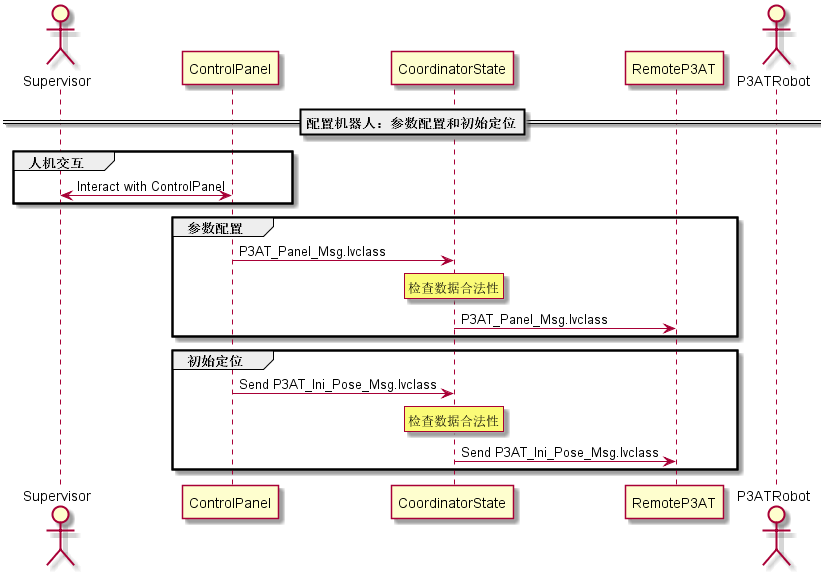 Supervisor
ControlPanel
CoordinatorState
RemoteP3AT
P3ATRobot
配置机器人：参数配置和初始定位
人机交互
Interact with ControlPanel
参数配置
P3AT_Panel_Msg.lvclass
检查数据合法性
P3AT_Panel_Msg.lvclass
初始定位
Send P3AT_Ini_Pose_Msg.lvclass
检查数据合法性
Send P3AT_Ini_Pose_Msg.lvclass
Supervisor
ControlPanel
CoordinatorState
RemoteP3AT
P3ATRobot